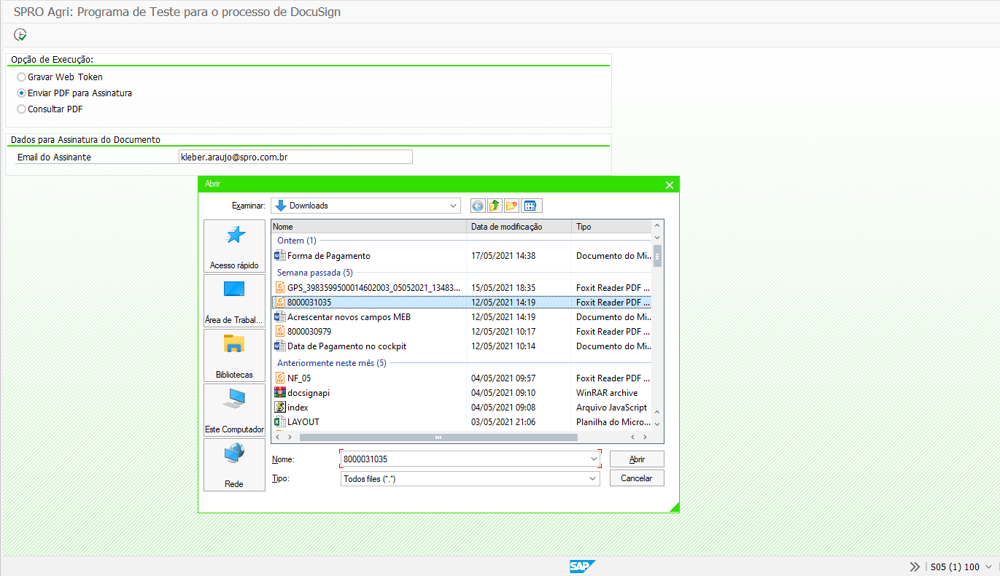 SPRO Agri: Programa de Teste para o processo de DocuSign
Opção de Execução:
Gravar Web Token
Enviar PDF para Assinatura
Consultar PDF
Dados para Assinatura do Documento
Email do Assinante kleber.araujo@spro.com.br
Abrir
Examinar: Downloads
Acesso rápido
Área de Trabal...
Bibliotecas
Este Computador
Rede
Nome Data de modificação Tipo
Ontem (1)
Forma de Pagamento 17/05/2021 14:38 Documento do Mi...
Semana passada (5)
GPS_3983599500014602003_05052021_13483... 15/05/2021 18:35 Foxit Reader PDF ...
8000031035 12/05/2021 14:19 Foxit Reader PDF ...
Acrescentar novos campos MEB 12/05/2021 14:19 Documento do Mi...
8000030979 12/05/2021 10:17 Foxit Reader PDF ...
Data de Pagamento no cockpit 12/05/2021 10:14 Documento do Mi...
Anteriormente neste mês (5)
NF_05 04/05/2021 09:57 Foxit Reader PDF ...
docsignapi 04/05/2021 09:10 WinRAR archive
index 04/05/2021 09:08 Arquivo JavaScript
LAYOUT 03/05/2021 21:06 Planilha do Micro...
Nome: 8000031035 Abrir
Tipo: Todos files (*.*) Cancelar
SAP S05 (1) 100